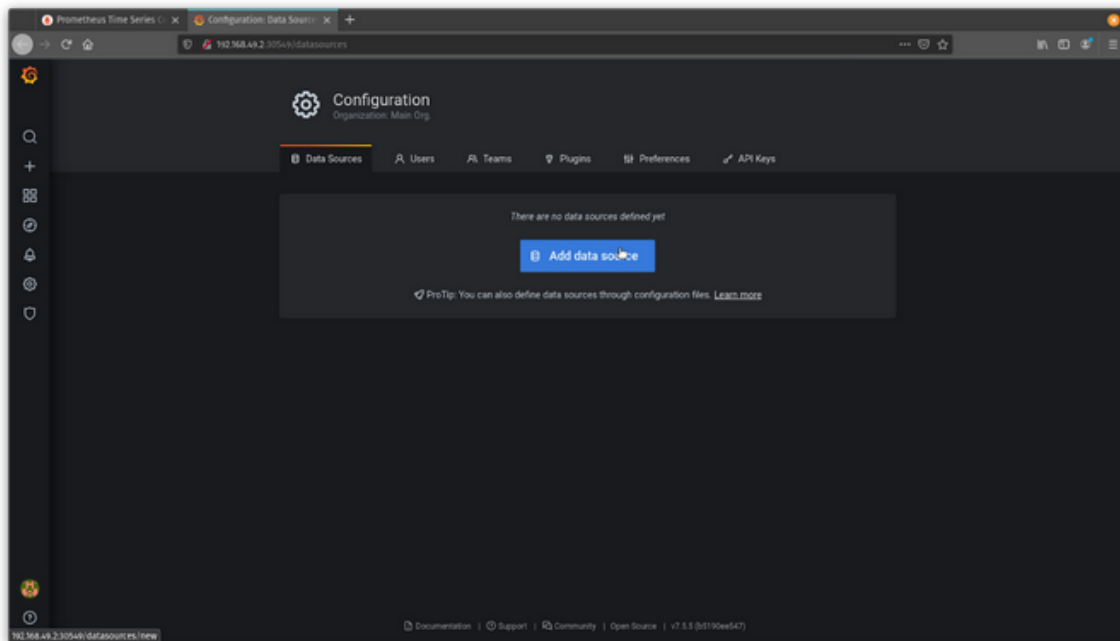 Prometheus Time Series
Configuration: Data Source
192.168.49.2:30549/datasources
Configuration
Organization: Main Org.
Data Sources Users Teams Plugins Preferences API Keys
There are no data sources defined yet
Add data source
ProTip: You can also define data sources through configuration files. Learn more
Documentation | Support | Community | Open Source | v7.5.5 (b5190ee547)
192.168.49.2:30549/datasources/new